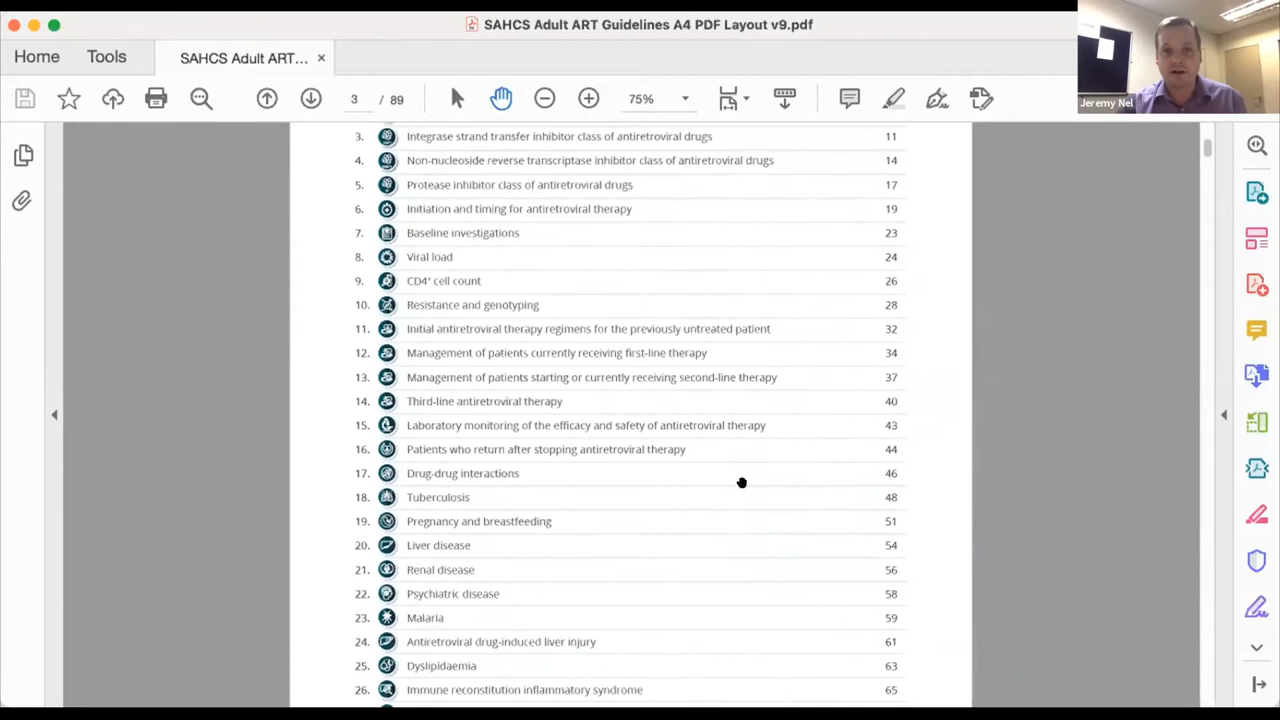 SAHCS Adult ART Guidelines A4 PDF Layout v9.pdf
Home Tools SAHCS Adult ART... ×
3 / 89 75%
Jeremy Nel
3. Integrase strand transfer inhibitor class of antiretroviral drugs 11
4. Non-nucleoside reverse transcriptase inhibitor class of antiretroviral drugs 14
5. Protease inhibitor class of antiretroviral drugs 17
6. Initiation and timing for antiretroviral therapy 19
7. Baseline investigations 23
8. Viral load 24
9. CD4⁺ cell count 26
10. Resistance and genotyping 28
11. Initial antiretroviral therapy regimens for the previously untreated patient 32
12. Management of patients currently receiving first-line therapy 34
13. Management of patients starting or currently receiving second-line therapy 37
14. Third-line antiretroviral therapy 40
15. Laboratory monitoring of the efficacy and safety of antiretroviral therapy 43
16. Patients who return after stopping antiretroviral therapy 44
17. Drug-drug interactions 46
18. Tuberculosis 48
19. Pregnancy and breastfeeding 51
20. Liver disease 54
21. Renal disease 56
22. Psychiatric disease 58
23. Malaria 59
24. Antiretroviral drug-induced liver injury 61
25. Dyslipidaemia 63
26. Immune reconstitution inflammatory syndrome 65